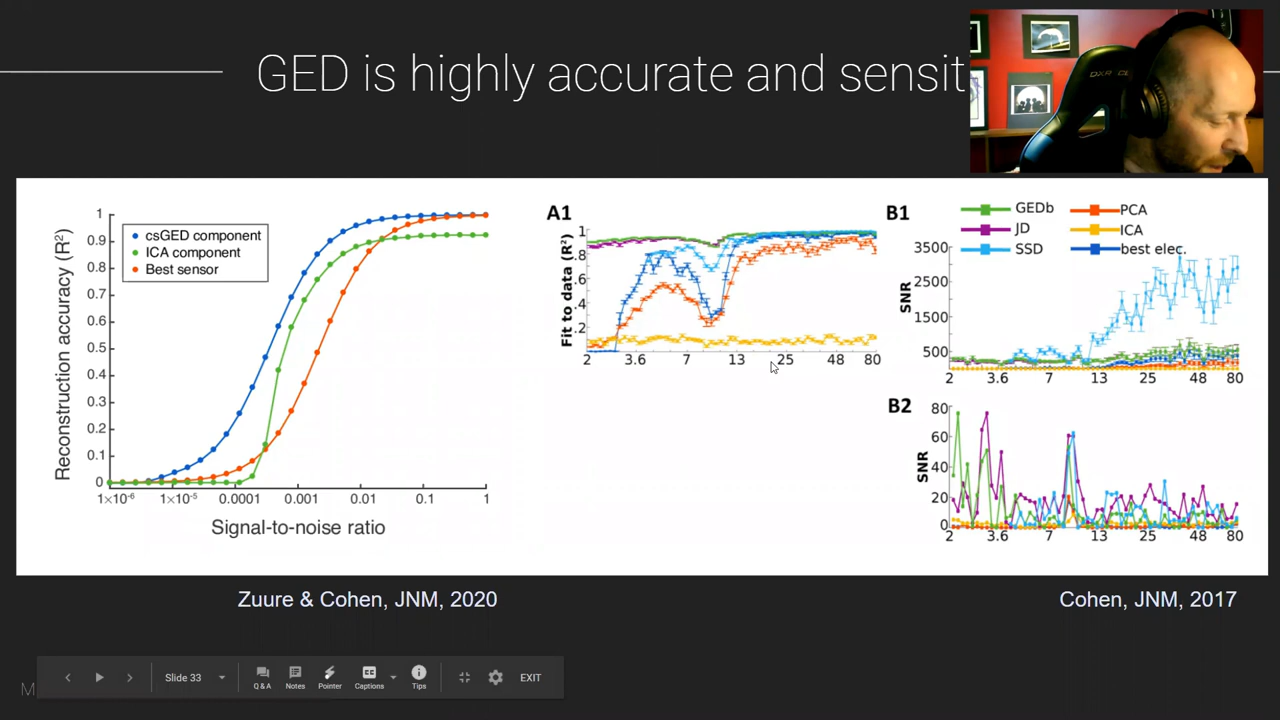 GED is highly accurate and sensit
DXR
Reconstruction accuracy (R²)
1
0.9
0.8
0.7
0.6
0.5
0.4
0.3
0.2
0.1
0
csGED component
ICA component
Best sensor
1×10⁻⁶
1×10⁻⁵
0.0001
0.001
0.01
0.1
1
Signal-to-noise ratio
A1
Fit to data (R²)
1
.8
.6
.4
.2
2
3.6
7
13
25
48
80
B1
GEDb
PCA
JD
ICA
SSD
best elec.
SNR
3500
2500
1500
500
2
3.6
7
13
25
48
80
B2
SNR
80
60
40
20
0
2
3.6
7
13
25
48
80
Zuure & Cohen, JNM, 2020
Cohen, JNM, 2017
M
Slide 33
Q & A
Notes
Pointer
CC
Captions
Tips
EXIT